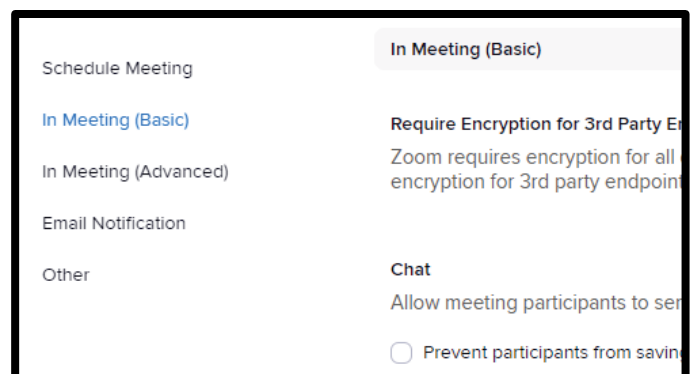 Schedule Meeting
In Meeting (Basic)
In Meeting (Advanced)
Email Notification
Other
In Meeting (Basic)
Require Encryption for 3rd Party
Zoom requires encryption for all
encryption for 3rd party
Chat
Allow meeting participants to
Prevent participants from